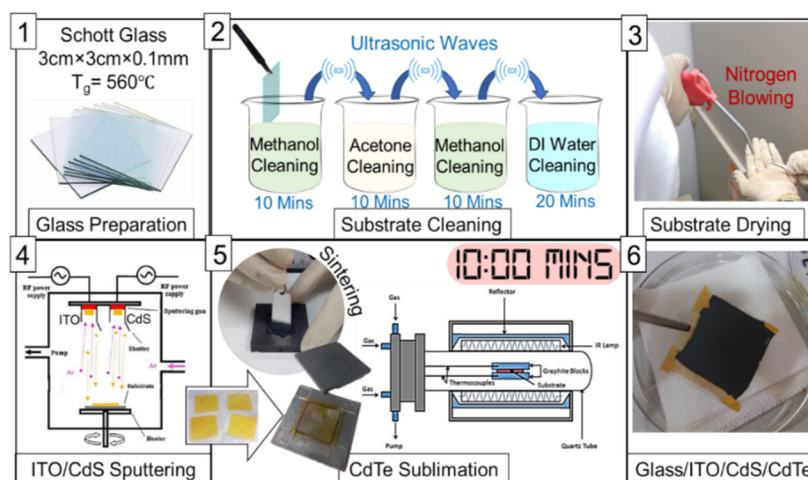 1
Schott Glass
3cm×3cm×0.1mm
Tg= 560℃
Glass Preparation
2
Ultrasonic Waves
Methanol
Cleaning
10 Mins
Acetone
Cleaning
10 Mins
Methanol
Cleaning
10 Mins
DI Water
Cleaning
20 Mins
Substrate Cleaning
3
Nitrogen
Blowing
Substrate Drying
4
RF power
supply
RF power
supply
ITO
CdS
Sputtering gun
Shutter
Pump
Ar
Ar
Substrate
Heater
ITO/CdS Sputtering
5
Sintering
10:00 MINS
Reflector
Gas
IR Lamp
Gas
Graphite Blocks
Thermocouples
Substrate
Gas
Pump
Quartz Tube
CdTe Sublimation
6
Glass/ITO/CdS/CdTe